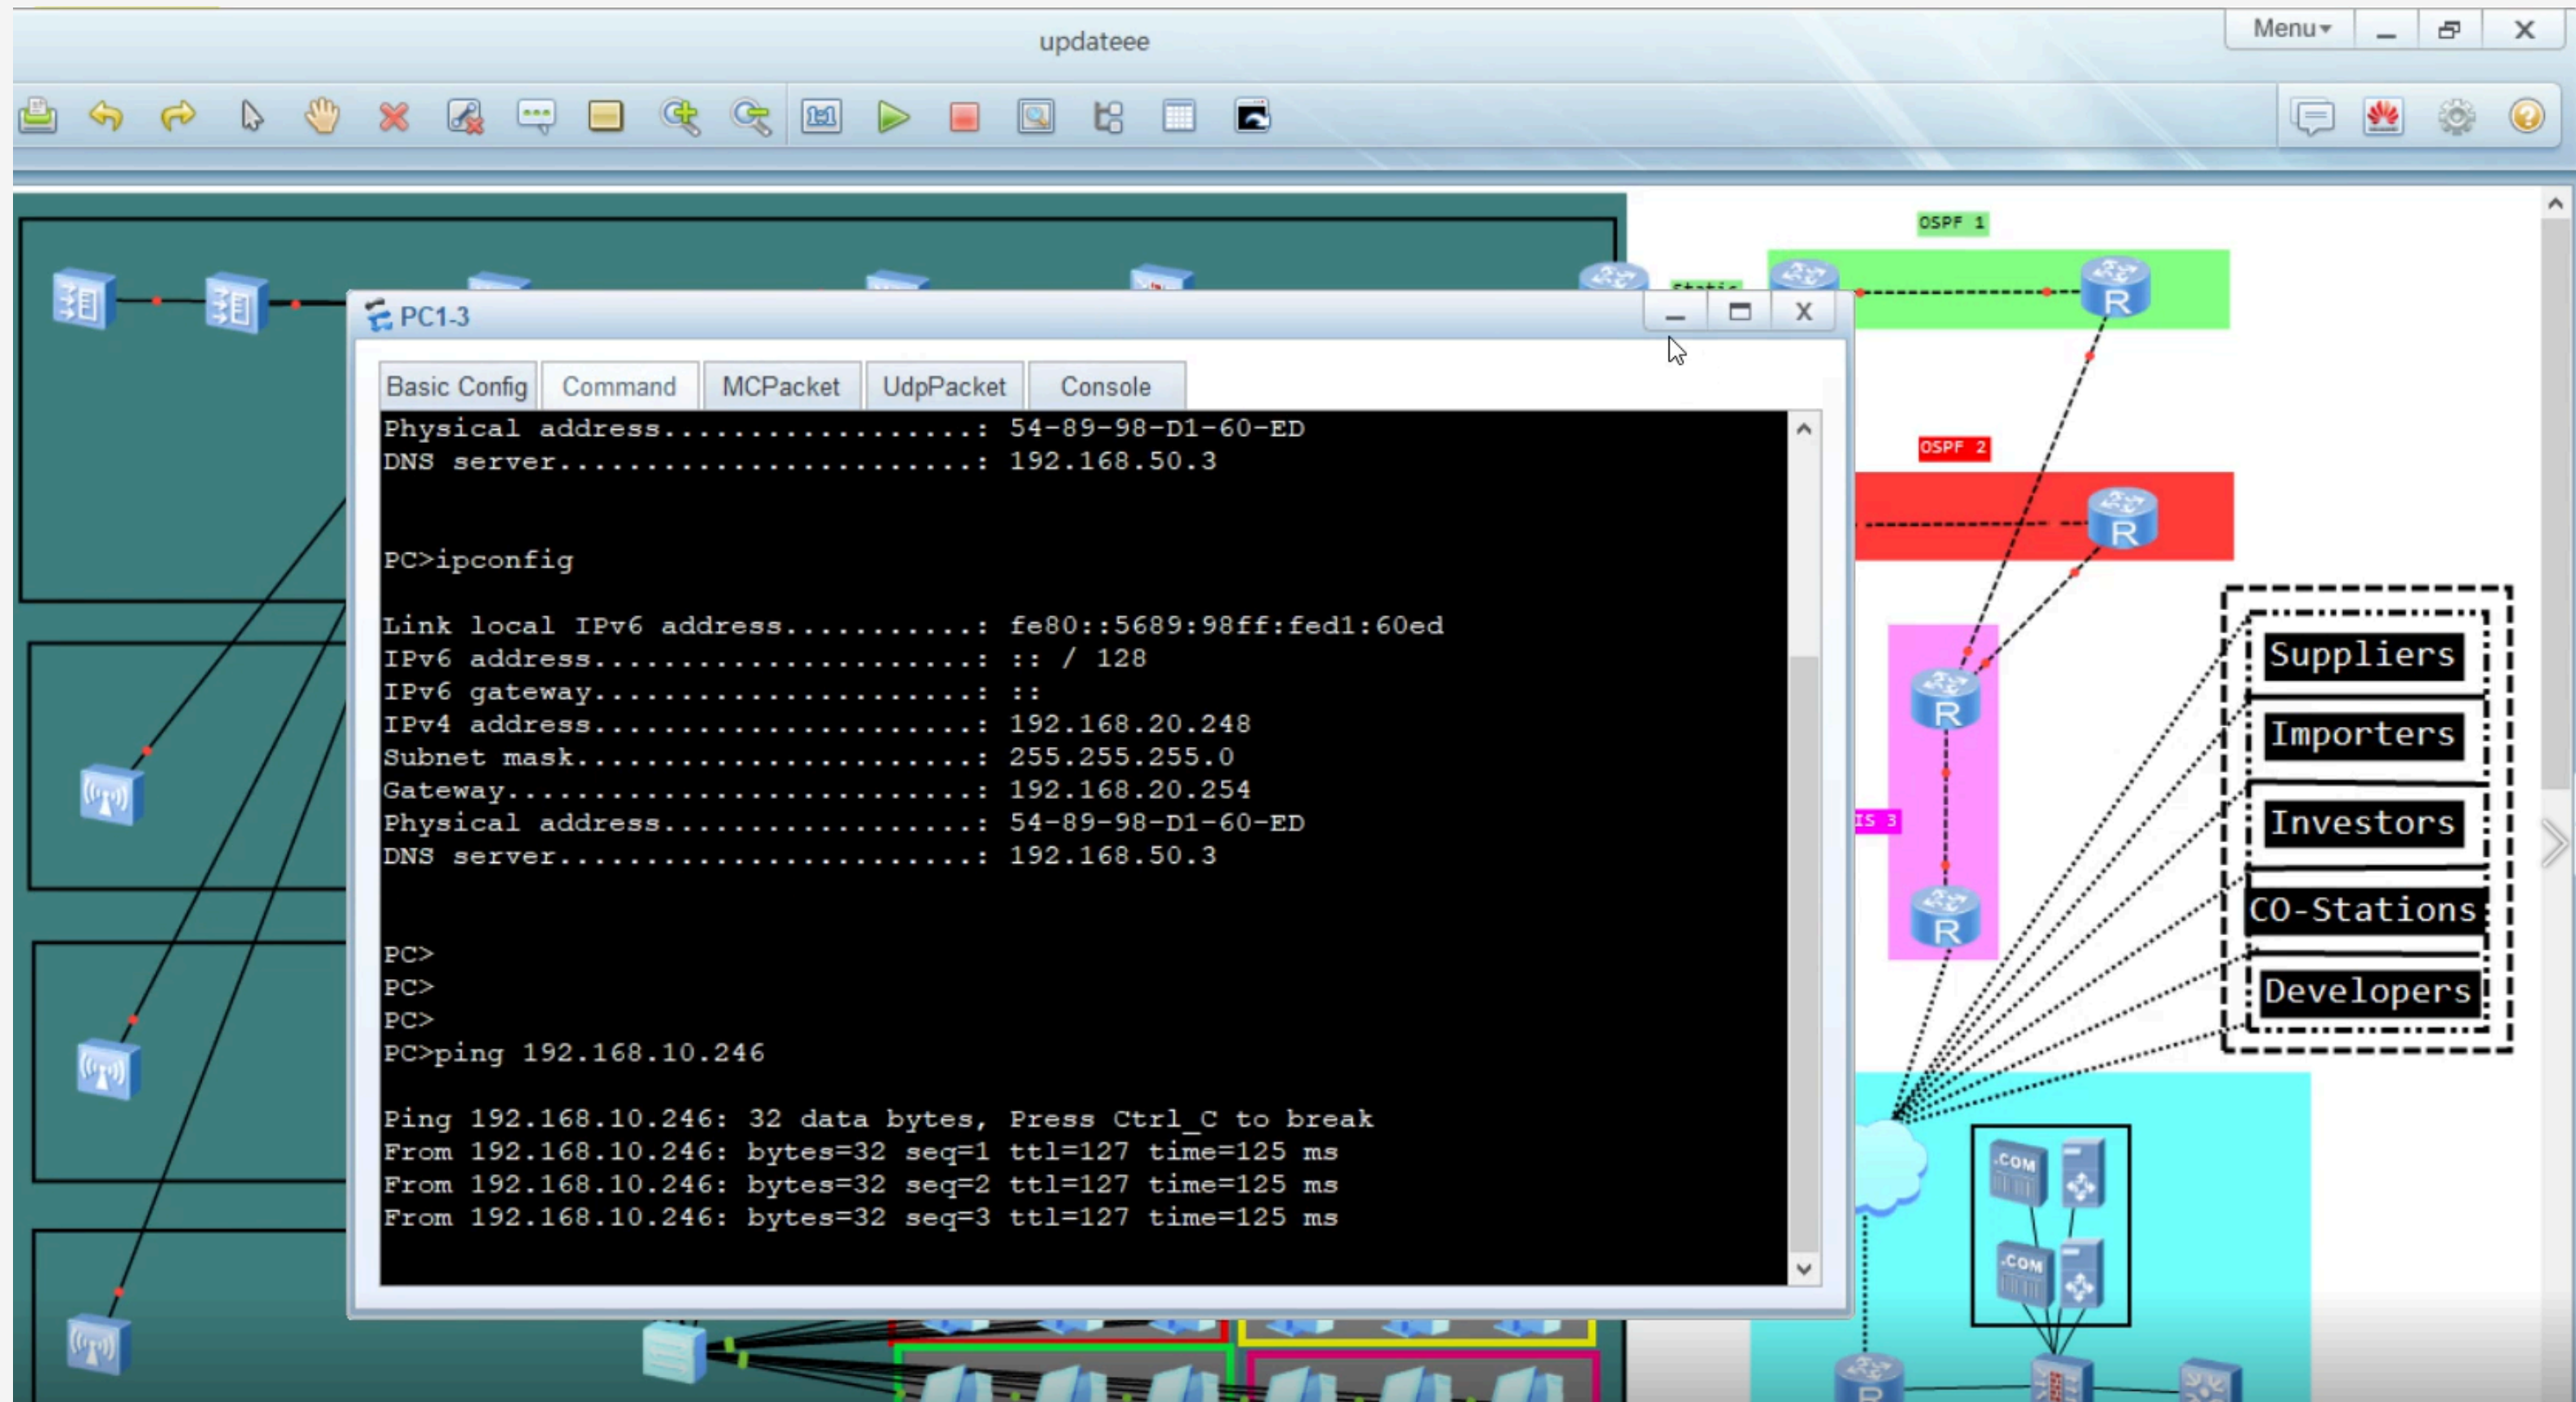 updateee
Menu
1:1
OSPF 1
PC1-3
Basic Config
Command
MCPacket
UdpPacket
Console
Physical address..................: 54-89-98-D1-60-ED
DNS server........................: 192.168.50.3
PC>ipconfig
Link local IPv6 address...........: fe80::5689:98ff:fed1:60ed
IPv6 address......................: :: / 128
IPv6 gateway......................: ::
IPv4 address......................: 192.168.20.248
Subnet mask.......................: 255.255.255.0
Gateway...........................: 192.168.20.254
Physical address..................: 54-89-98-D1-60-ED
DNS server........................: 192.168.50.3
PC>
PC>
PC>
PC>ping 192.168.10.246
Ping 192.168.10.246: 32 data bytes, Press Ctrl_C to break
From 192.168.10.246: bytes=32 seq=1 ttl=127 time=125 ms
From 192.168.10.246: bytes=32 seq=2 ttl=127 time=125 ms
From 192.168.10.246: bytes=32 seq=3 ttl=127 time=125 ms
R
OSPF 2
R
R
IS 3
R
Suppliers
Importers
Investors
CO-Stations
Developers
.COM
.COM
R